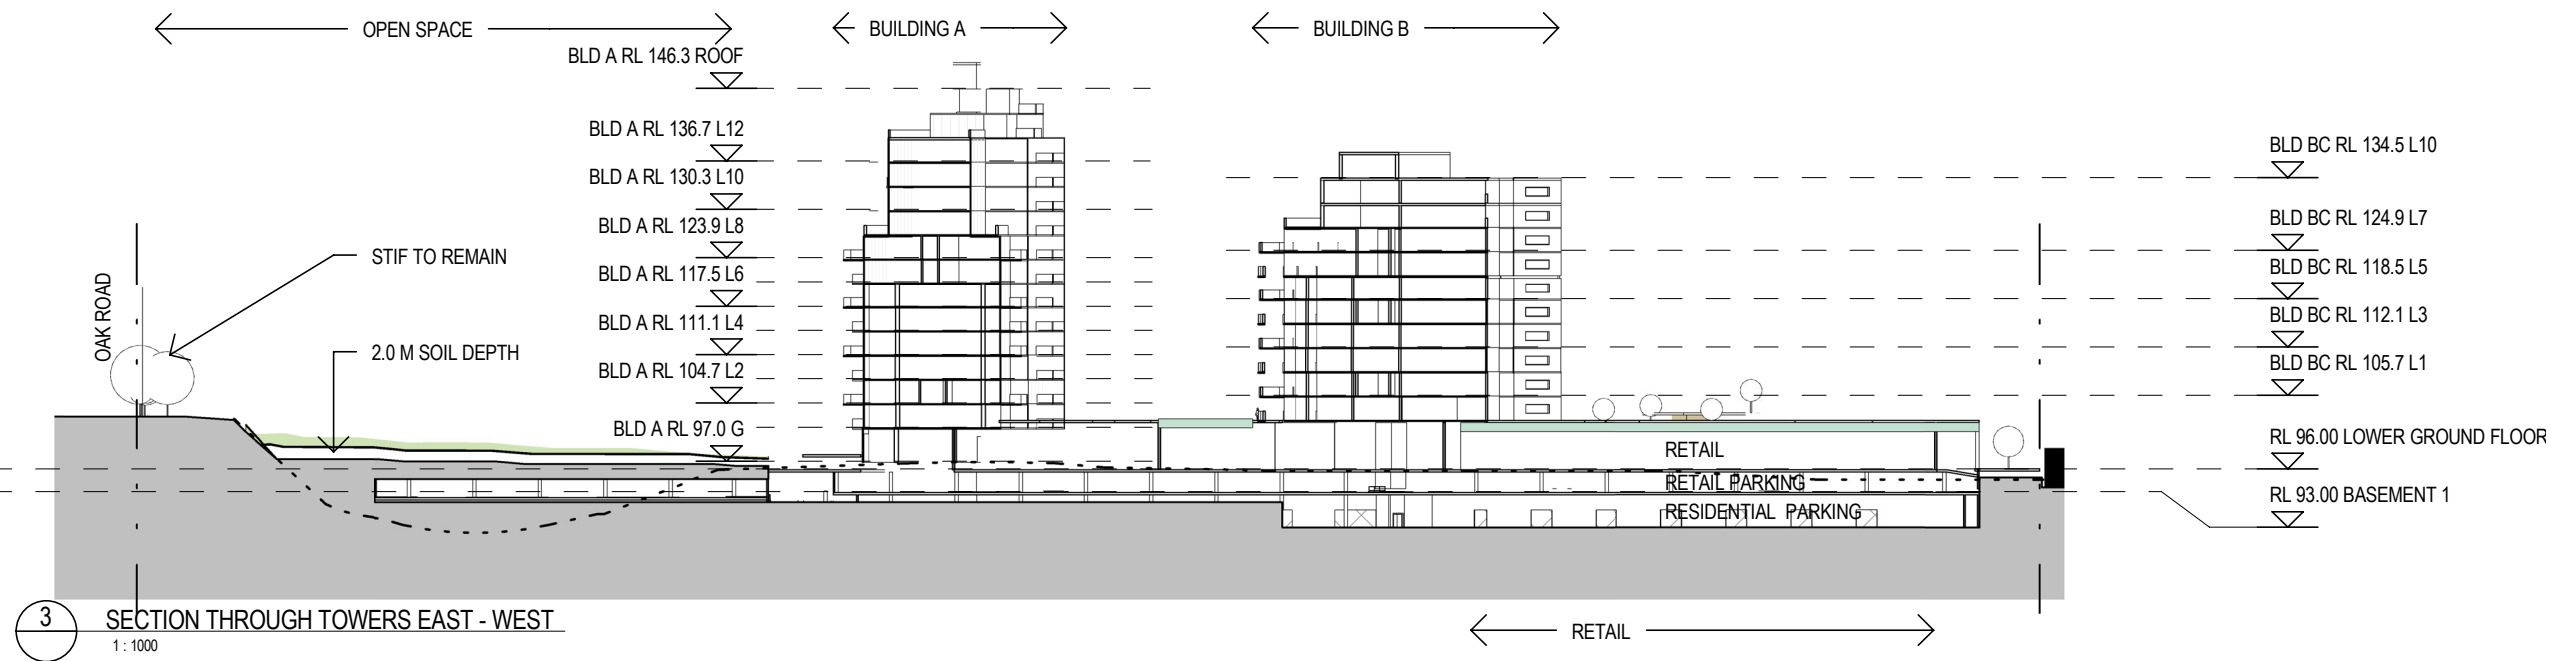 OPEN SPACE
BUILDING A
BUILDING B
BLD A RL 146.3 ROOF
BLD A RL 136.7 L12
BLD A RL 130.3 L10
BLD A RL 123.9 L8
BLD A RL 117.5 L6
BLD A RL 111.1 L4
BLD A RL 104.7 L2
BLD A RL 97.0 G
OAK ROAD
STIF TO REMAIN
2.0 M SOIL DEPTH
BLD BC RL 134.5 L10
BLD BC RL 124.9 L7
BLD BC RL 118.5 L5
BLD BC RL 112.1 L3
BLD BC RL 105.7 L1
RL 96.00 LOWER GROUND FLOOR
RL 93.00 BASEMENT 1
RETAIL
RETAIL PARKING
RESIDENTIAL PARKING
3
SECTION THROUGH TOWERS EAST - WEST
1 : 1000
RETAIL